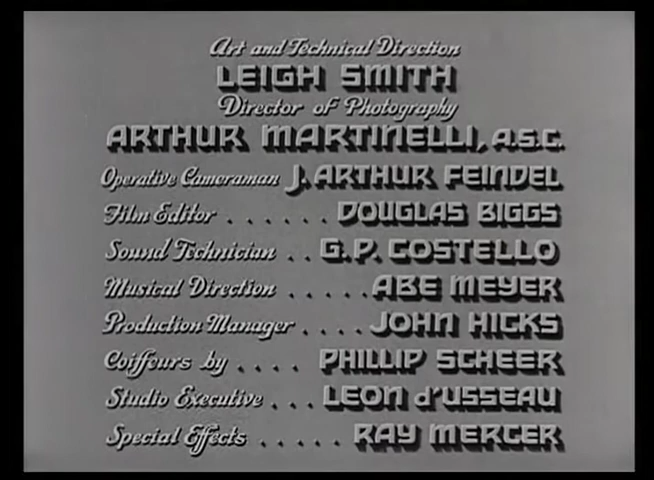 Art and Technical Direction
LEIGH SMITH
Director of Photography
ARTHUR MARTINELLI, A.S.C.
Operative Cameraman J. ARTHUR FEINDEL
Film Editor . . . . . . DOUGLAS BIGGS
Sound Technician . . G.P. COSTELLO
Musical Direction . . . . . ABE MEYER
Production Manager . . . . JOHN HICKS
Coiffeurs by . . . . PHILLIP SCHEER
Studio Executive . . . LEON d'USSEAU
Special Effects . . . . . RAY MERCER